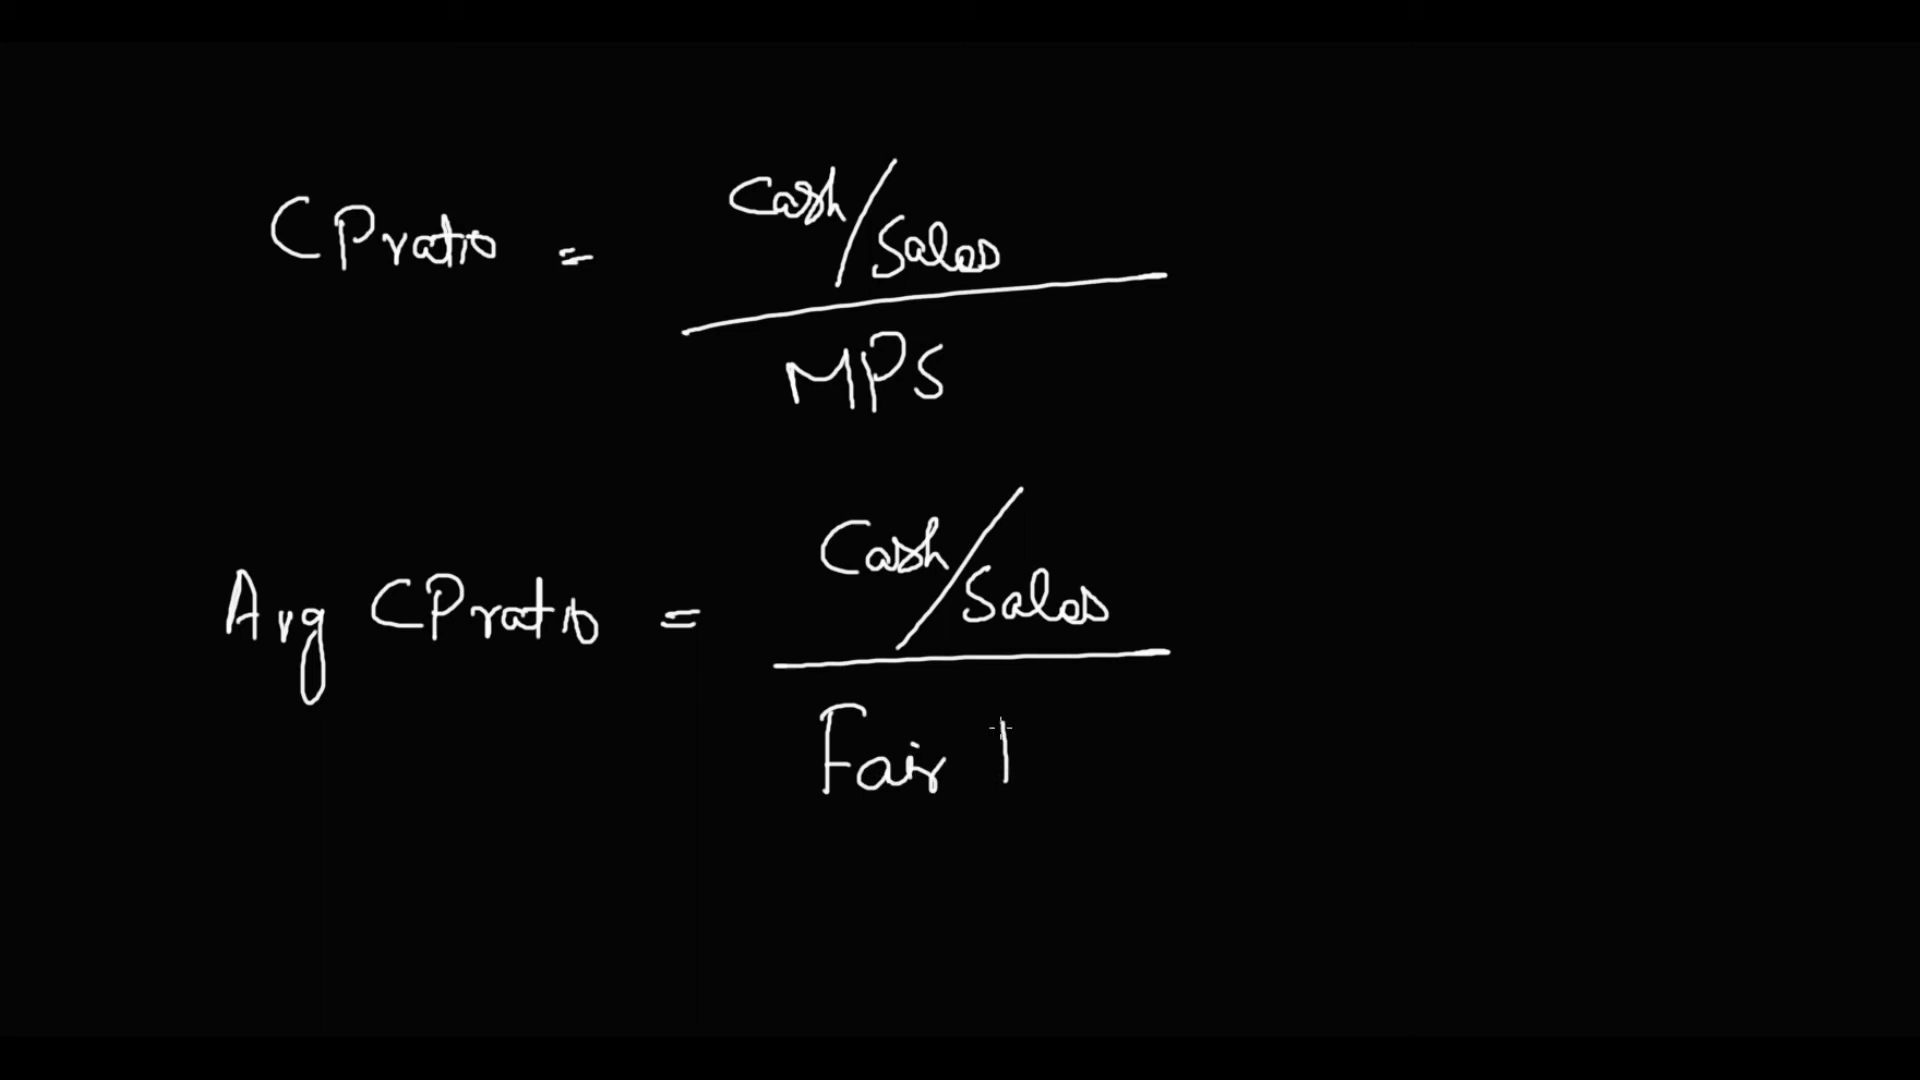 CPratio = Cash/Sales
MPS
Avg CPratio = Cash/Sales
Fair